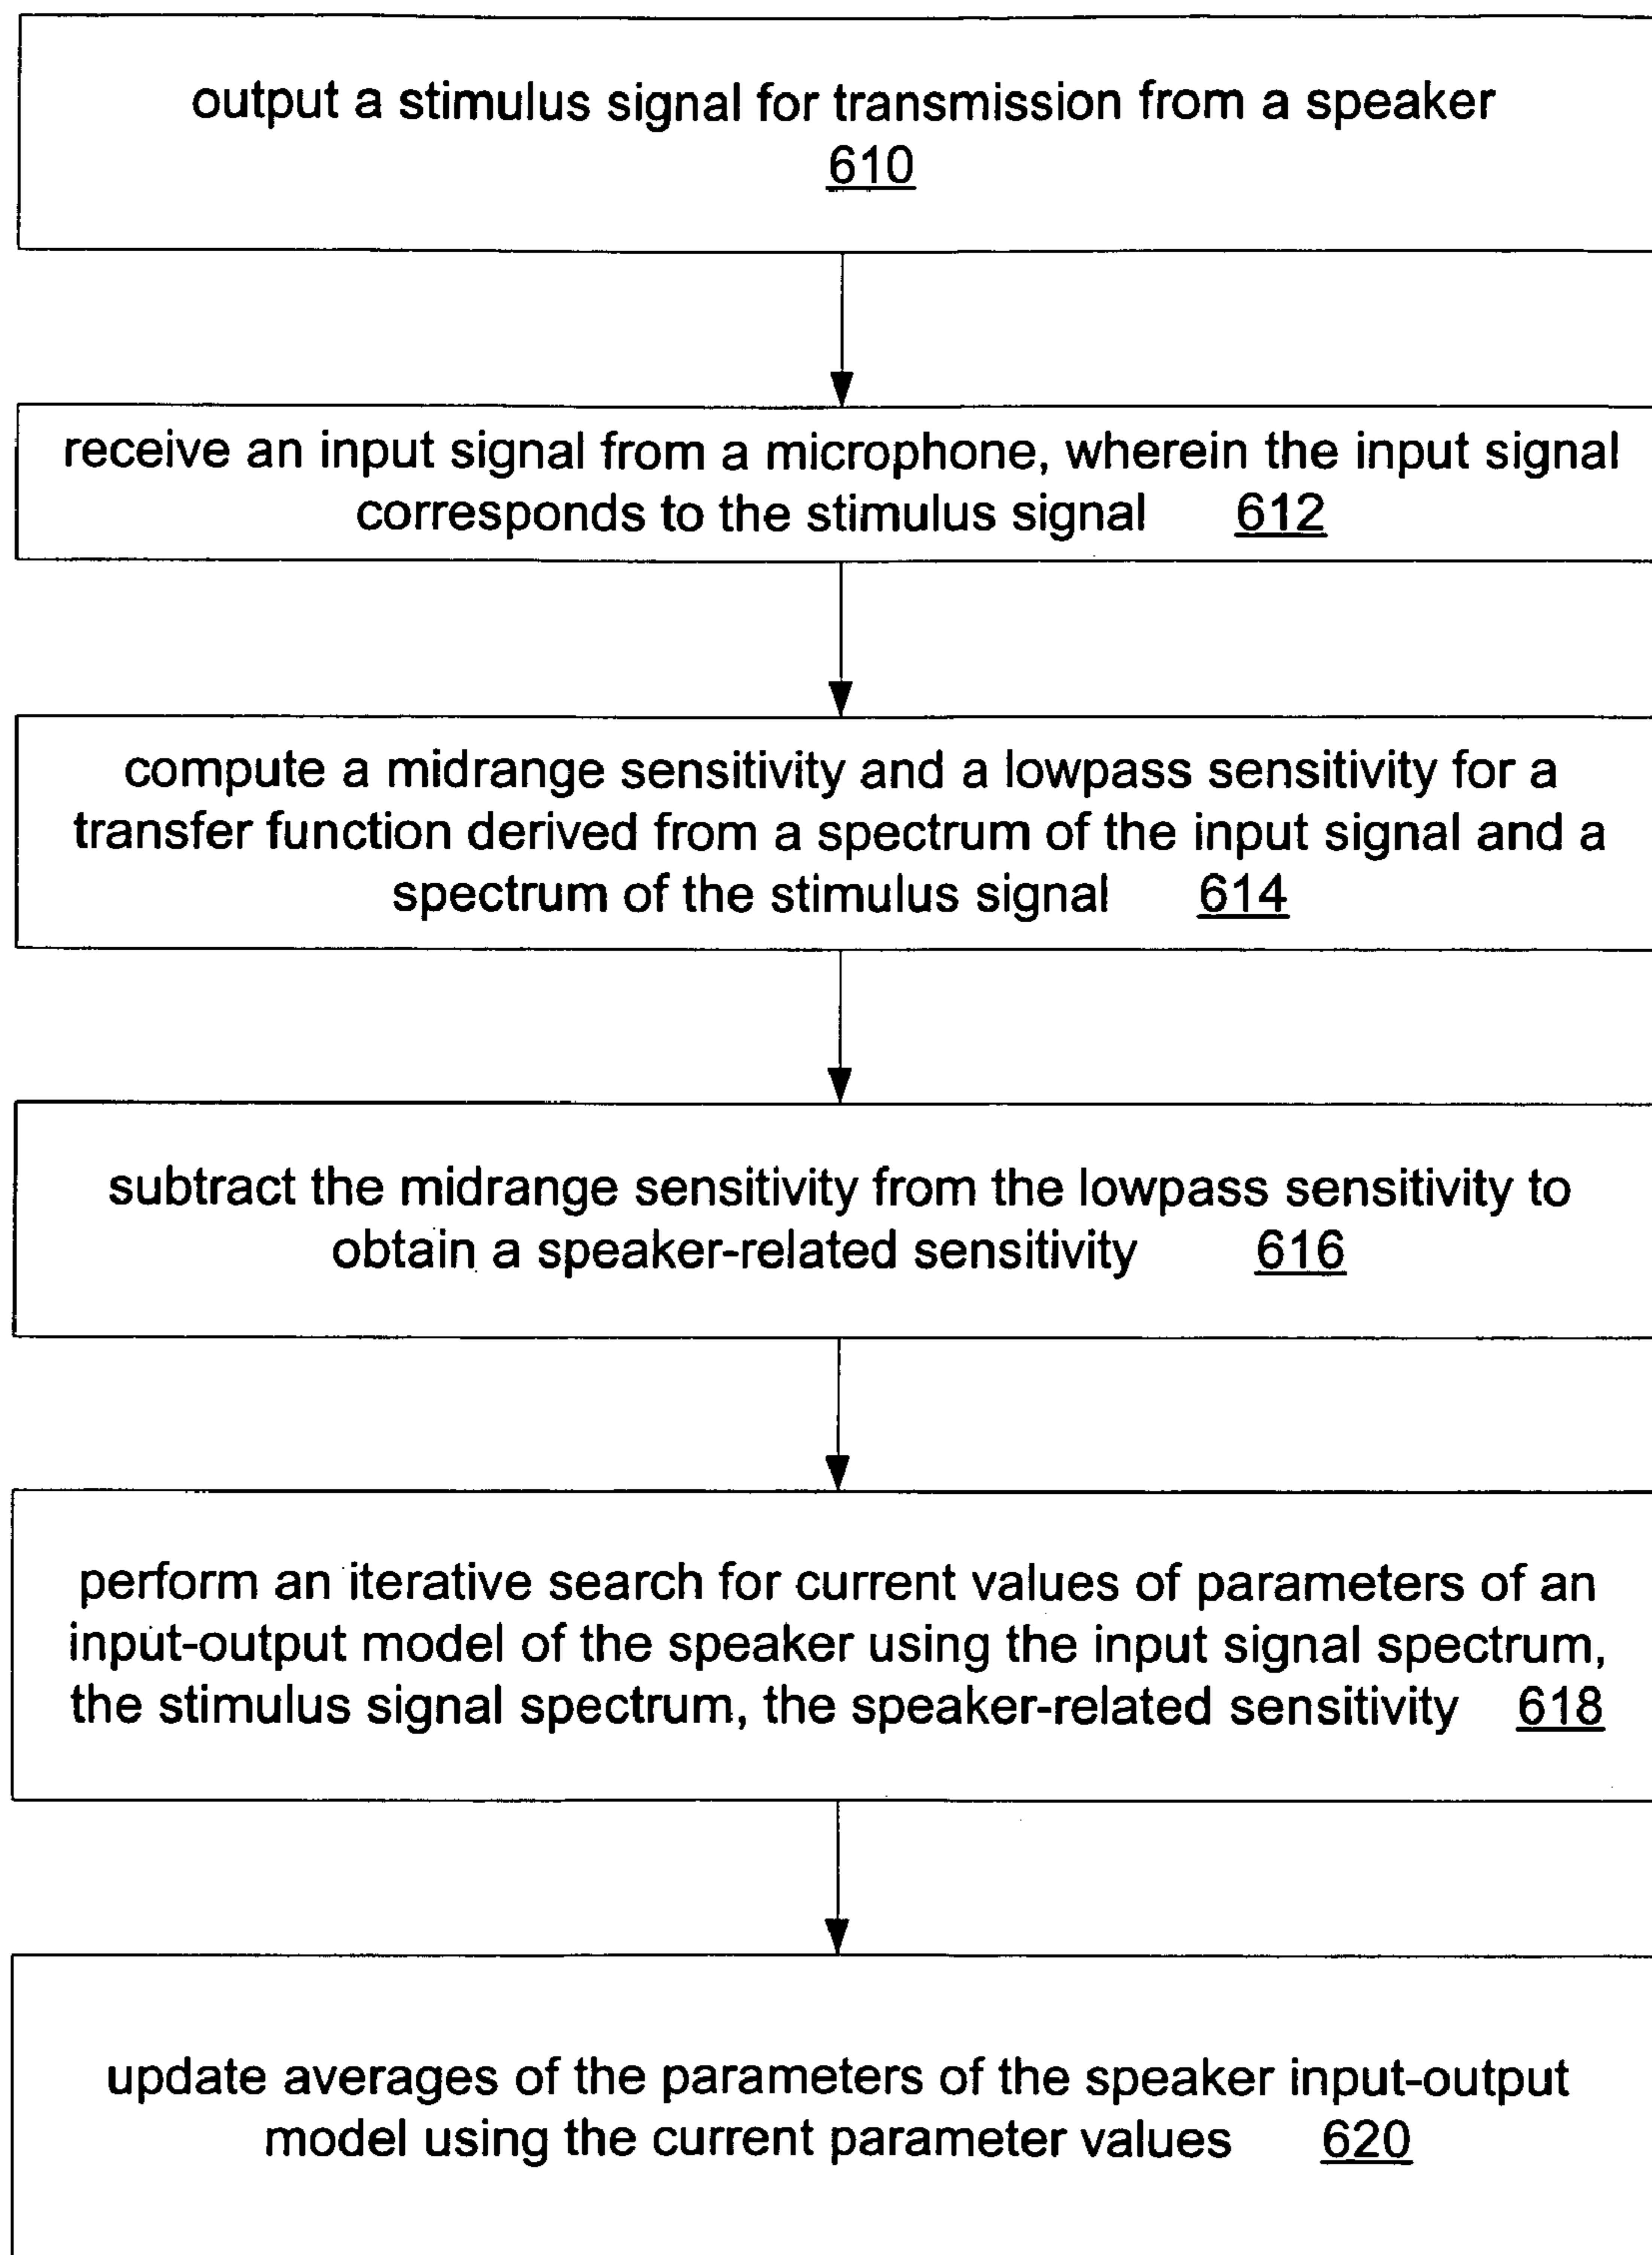 output a stimulus signal for transmission from a speaker
610
receive an input signal from a microphone, wherein the input signal
corresponds to the stimulus signal 612
compute a midrange sensitivity and a lowpass sensitivity for a
transfer function derived from a spectrum of the input signal and a
spectrum of the stimulus signal 614
subtract the midrange sensitivity from the lowpass sensitivity to
obtain a speaker-related sensitivity 616
perform an iterative search for current values of parameters of an
input-output model of the speaker using the input signal spectrum,
the stimulus signal spectrum, the speaker-related sensitivity 618
update averages of the parameters of the speaker input-output
model using the current parameter values 620